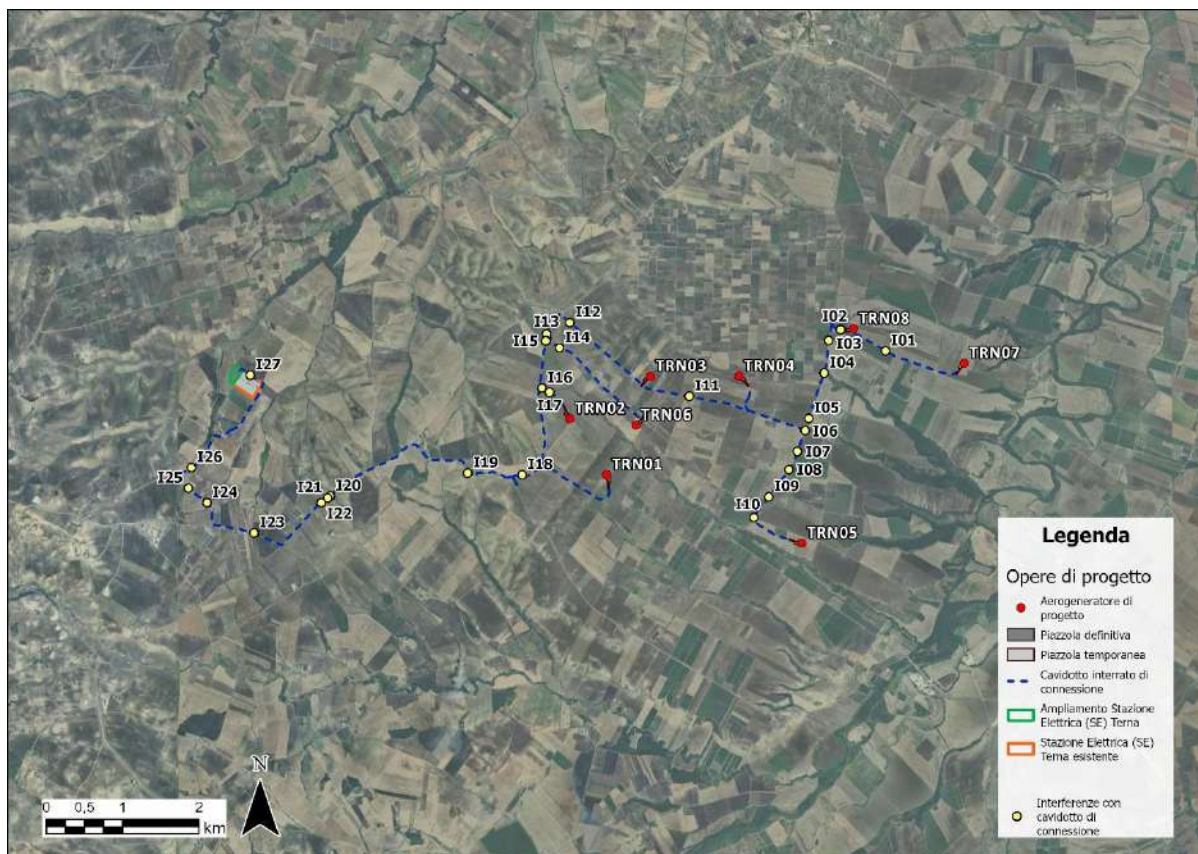 I12
I13
I15
I14
I02
TRN08
I03
I01
I04
TRN07
I27
TRN03
TRN04
I16
I11
I17
TRN02
TRN06
I05
I06
I07
I26
I08
I25
I19
I18
TRN01
I24
I21
I20
I22
I09
I10
I23
TRN05
Legenda
Opere di progetto
Aerogeneratore di
progetto
Piazzola definitiva
Piazzola temporanea
Cavidotto interrato di
connessione
Ampliamento Stazione
Elettrica (SE) Terna
Stazione Elettrica (SE)
Terna esistente
Interferenze con
cavidotto di
connessione
N
0 0,5 1 2
km